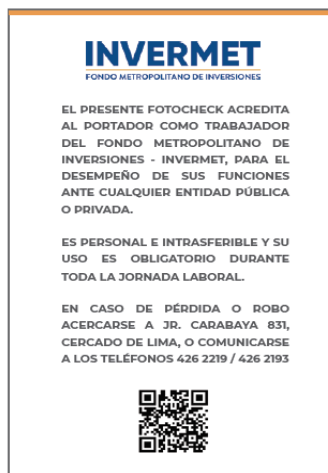 INVERMET
FONDO METROPOLITANO DE INVERSIONES
EL PRESENTE FOTOCHECK ACREDITA
AL PORTADOR COMO TRABAJADOR
DEL FONDO METROPOLITANO DE
INVERSIONES - INVERMET, PARA EL
DESEMPEÑO DE SUS FUNCIONES
ANTE CUALQUIER ENTIDAD PÚBLICA
O PRIVADA.
ES PERSONAL E INTRASFERIBLE Y SU
USO ES OBLIGATORIO DURANTE
TODA LA JORNADA LABORAL.
EN CASO DE PÉRDIDA O ROBO
ACERCARSE A JR. CARABAYA 831,
CERCADO DE LIMA, O COMUNICARSE
A LOS TELÉFONOS 426 2219 / 426 2193